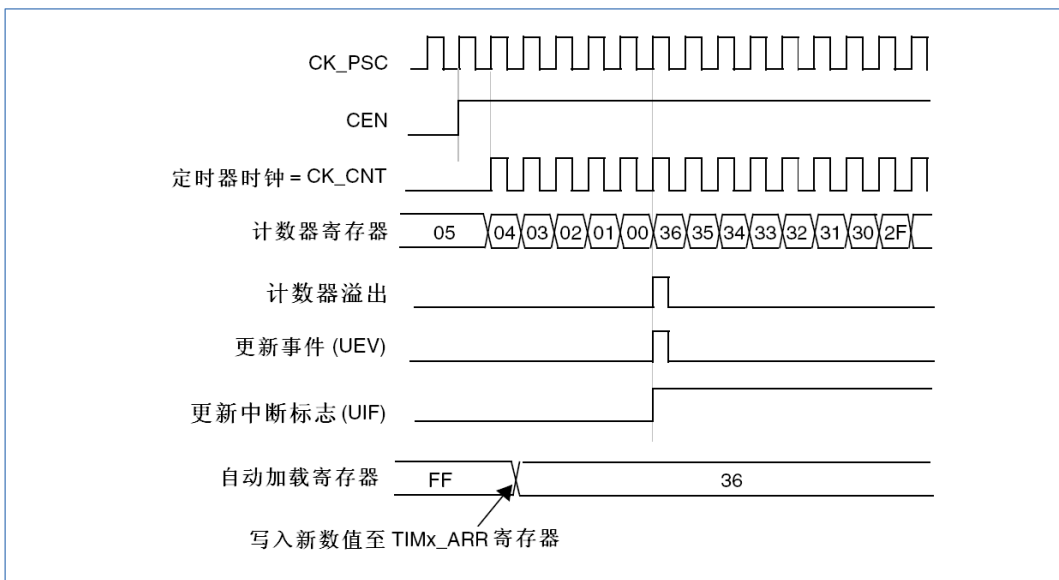 CK_PSC
CEN
定时器时钟 = CK_CNT
计数器寄存器 05 04 03 02 01 00 36 35 34 33 32 31 30 2F
计数器溢出
更新事件 (UEV)
更新中断标志 (UIF)
自动加载寄存器 FF 36
写入新数值至 TIMx_ARR 寄存器